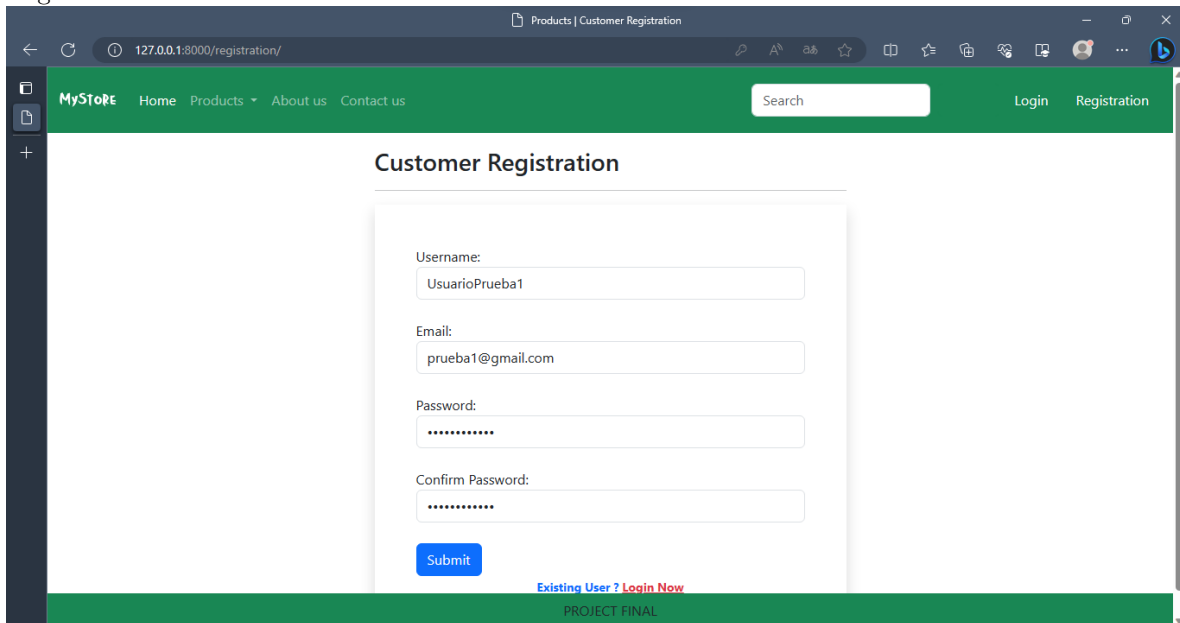 Products | Customer Registration
127.0.0.1:8000/registration/
MyStoRE Home Products About us Contact us Search Login Registration
Customer Registration
Username:
UsuarioPrueba1
Email:
prueba1@gmail.com
Password:
••••••••••••
Confirm Password:
••••••••••••
Submit
Existing User ? Login Now
PROJECT FINAL